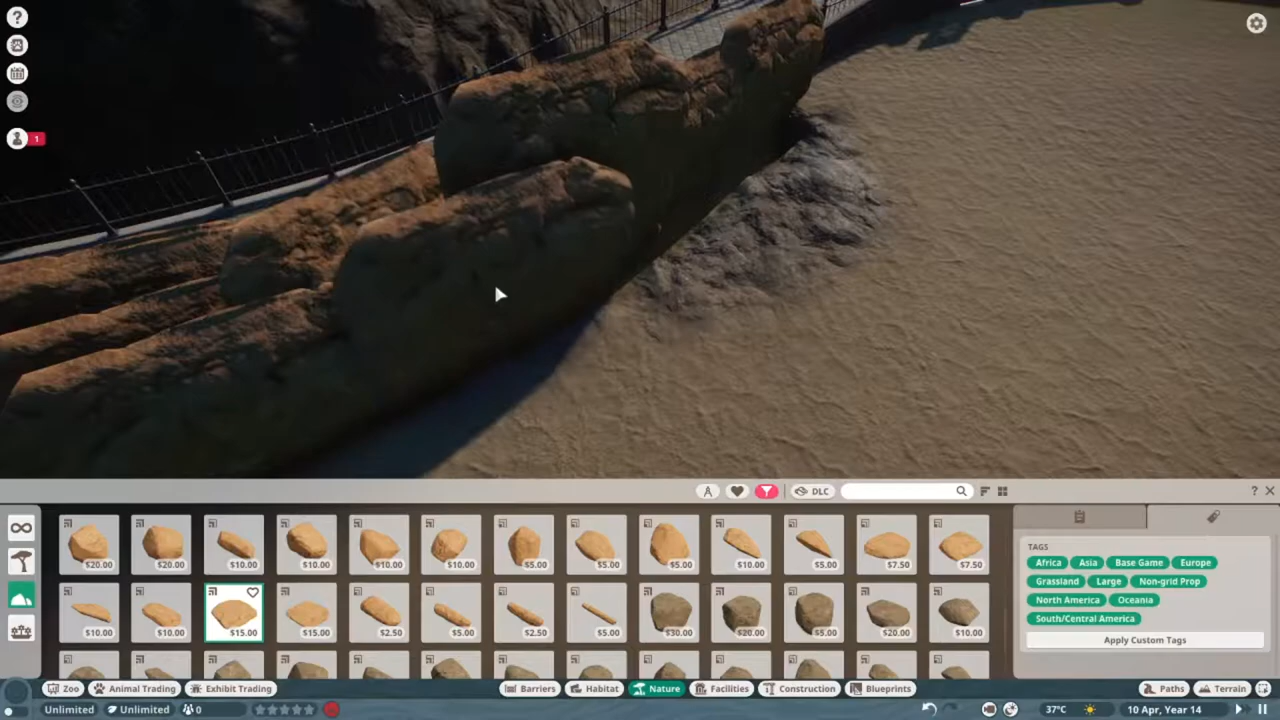 ?
1
DLC
? ×
$20.00 $20.00 $10.00 $10.00 $10.00 $10.00 $5.00 $5.00 $5.00 $10.00 $5.00 $7.50 $7.50
$10.00 $10.00 $15.00 $15.00 $2.50 $5.00 $2.50 $5.00 $30.00 $20.00 $5.00 $20.00 $10.00
TAGS
Africa Asia Base Game Europe
Grassland Large Non-grid Prop
North America Oceania
South/Central America
Apply Custom Tags
Zoo Animal Trading Exhibit Trading Barriers Habitat Nature Facilities Construction Blueprints Paths Terrain
Unlimited Unlimited 0 37°C 10 Apr, Year 14